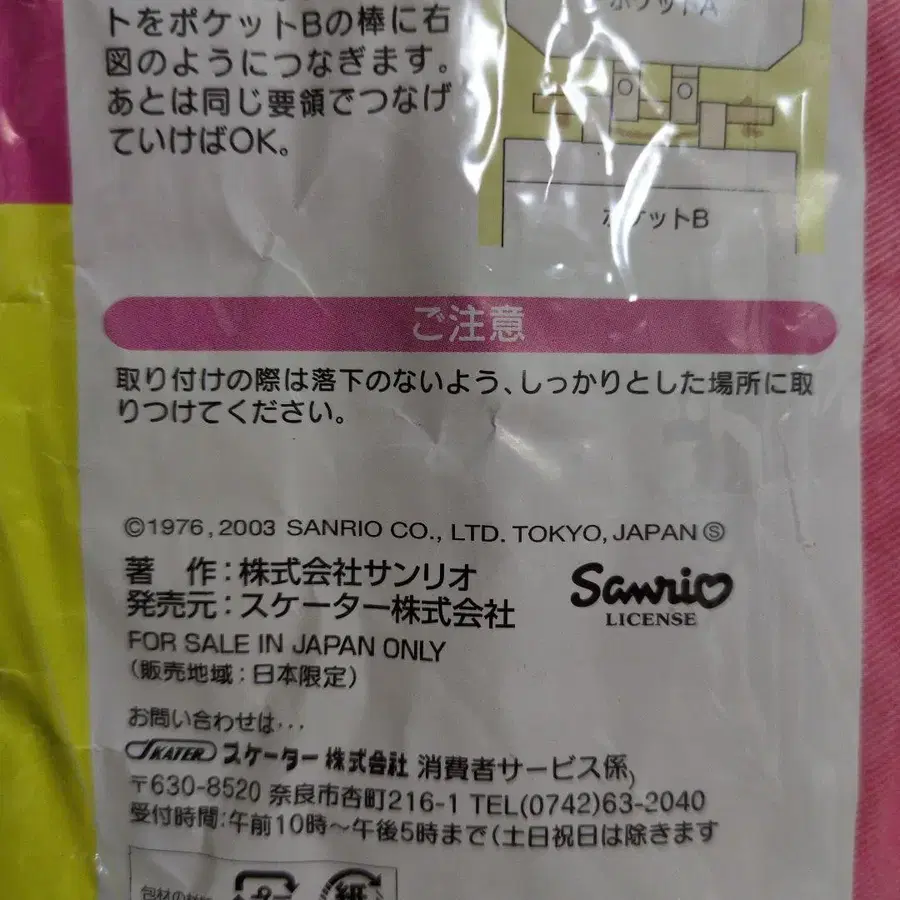 トをポケットBの棒に右
図のようにつなぎます。
あとは同じ要領でつなげ
ていけばOK。
ポケットA
ポケットB
ご注意
取り付けの際は落下のないよう、しっかりとした場所に取
りつけてください。
©1976, 2003 SANRIO CO., LTD. TOKYO, JAPAN Ⓢ
著　作：株式会社サンリオ
発売元：スケーター株式会社
Sanrio
LICENSE
FOR SALE IN JAPAN ONLY
(販売地域：日本限定)
お問い合わせは...
SKATER スケーター株式会社 消費者サービス係
〒630-8520 奈良市杏町216-1 TEL(0742)63-2040
受付時間:午前10時〜午後5時まで(土日祝日は除きます
包材の材
プラ
紙